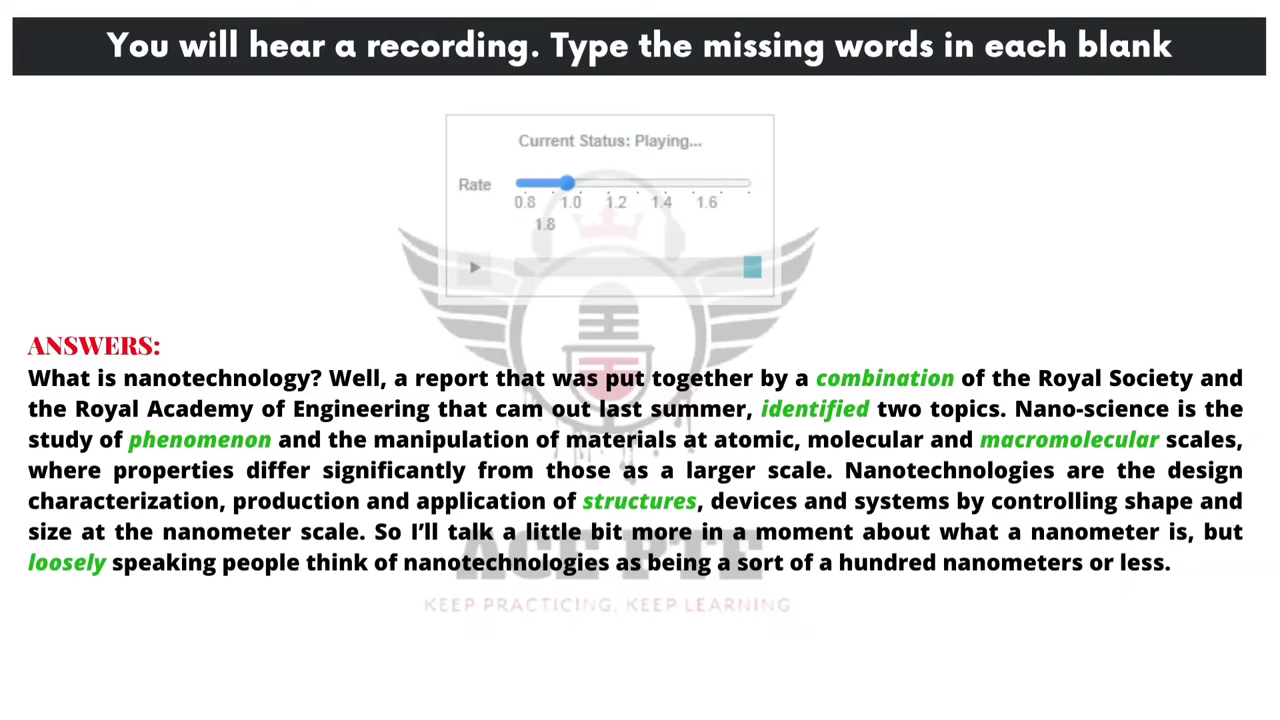 You will hear a recording. Type the missing words in each blank
Current Status: Playing...
Rate
0.8 1.0 1.2 1.4 1.6
1.8
ANSWERS:
What is nanotechnology? Well, a report that was put together by a combination of the Royal Society and
the Royal Academy of Engineering that cam out last summer, identified two topics. Nano-science is the
study of phenomenon and the manipulation of materials at atomic, molecular and macromolecular scales,
where properties differ significantly from those as a larger scale. Nanotechnologies are the design
characterization, production and application of structures, devices and systems by controlling shape and
size at the nanometer scale. So I’ll talk a little bit more in a moment about what a nanometer is, but
loosely speaking people think of nanotechnologies as being a sort of a hundred nanometers or less.
ACE PTE
KEEP PRACTICING, KEEP LEARNING